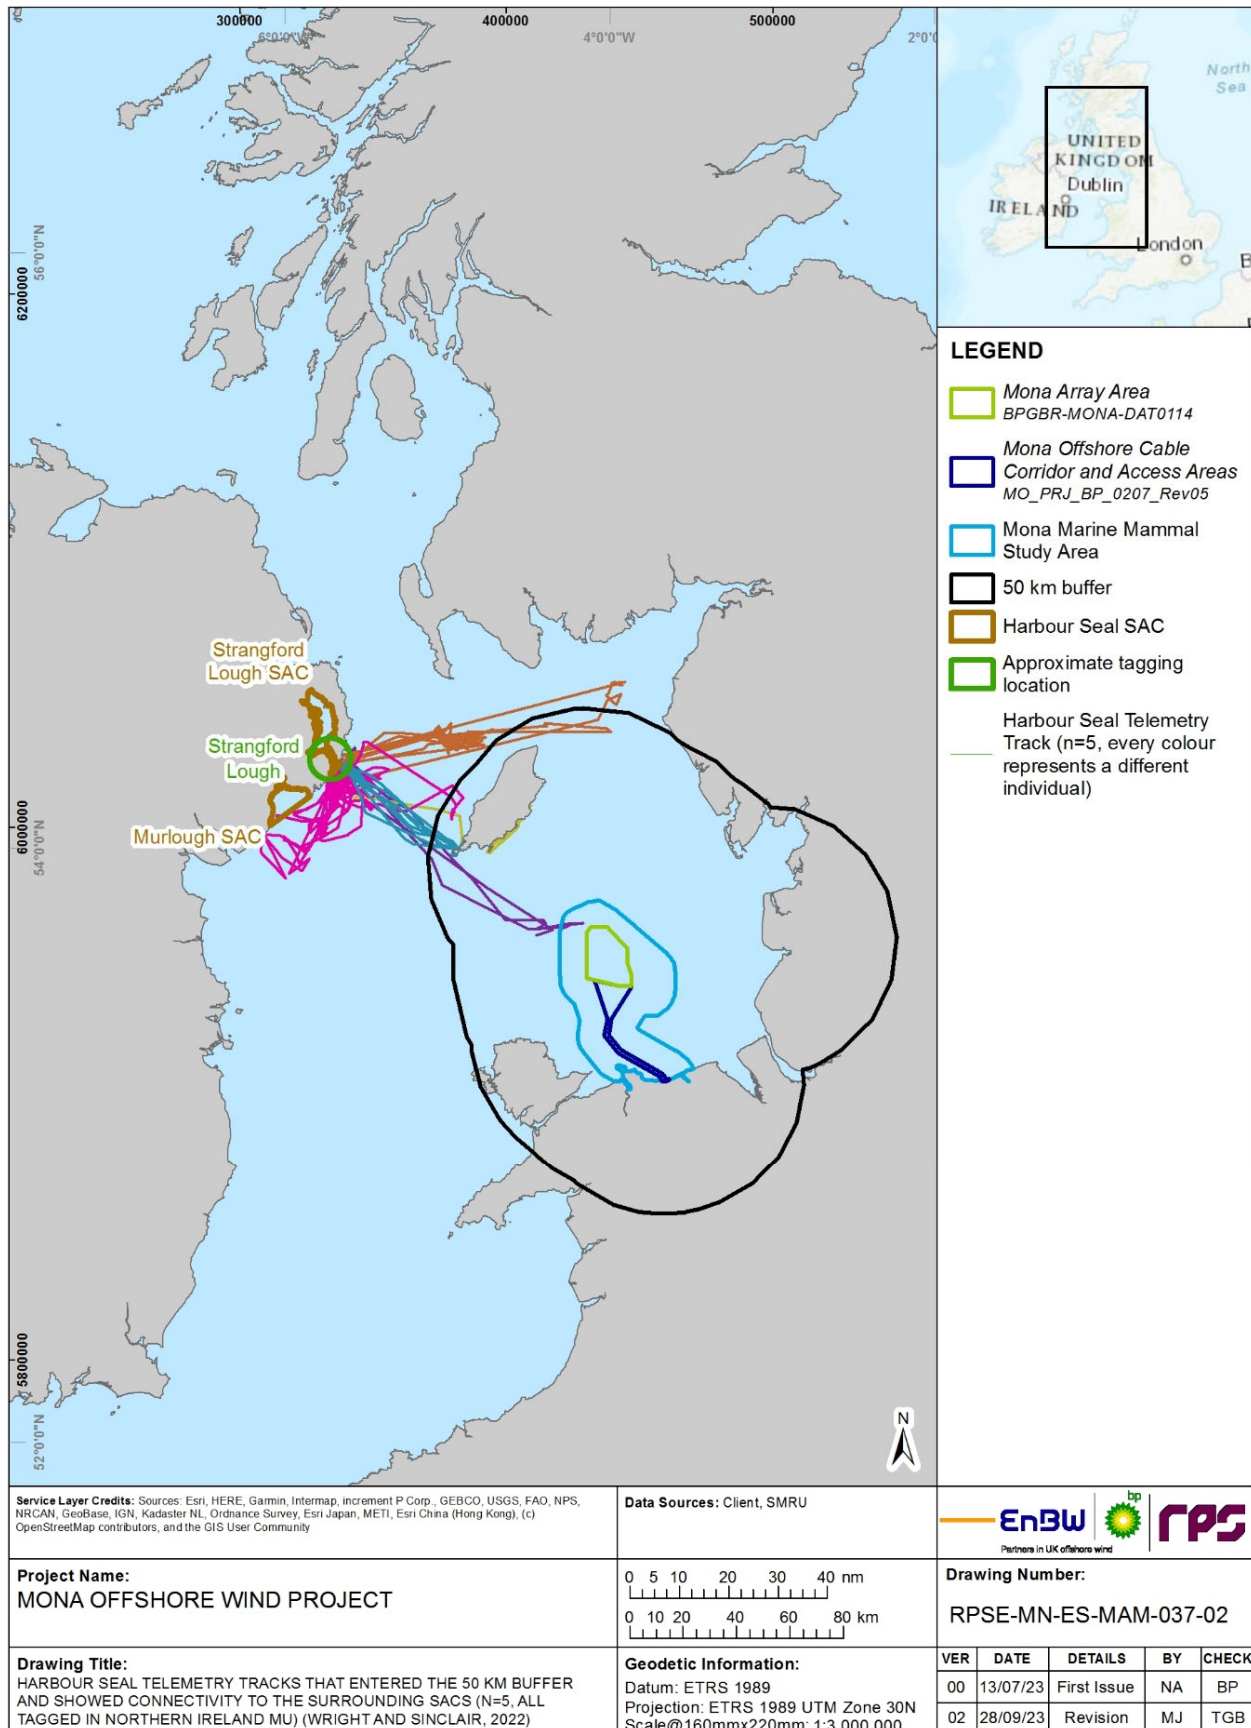 300000
400000
500000
6°0'0"W
4°0'0"W
2°0'0
56°0'0"N
6200000
6000000
54°0'0"N
5800000
52°0'0"N
Strangford
Lough SAC
Strangford
Lough
Murlough SAC
N
North
Sea
UNITED
KINGDOM
Dublin
IRELAND
London
B
LEGEND
Mona Array Area
BPGBR-MONA-DAT0114
Mona Offshore Cable
Corridor and Access Areas
MO_PRJ_BP_0207_Rev05
Mona Marine Mammal
Study Area
50 km buffer
Harbour Seal SAC
Approximate tagging
location
Harbour Seal Telemetry
Track (n=5, every colour
represents a different
individual)
Service Layer Credits: Sources: Esri, HERE, Garmin, Intermap, increment P Corp., GEBCO, USGS, FAO, NPS,
NRCAN, GeoBase, IGN, Kadaster NL, Ordnance Survey, Esri Japan, METI, Esri China (Hong Kong), (c)
OpenStreetMap contributors, and the GIS User Community
Data Sources: Client, SMRU
EnBW
bp
rps
Partners in UK offshore wind
Project Name:
MONA OFFSHORE WIND PROJECT
0 5 10 20 30 40 nm
0 10 20 40 60 80 km
Drawing Number:
RPSE-MN-ES-MAM-037-02
Drawing Title:
HARBOUR SEAL TELEMETRY TRACKS THAT ENTERED THE 50 KM BUFFER
AND SHOWED CONNECTIVITY TO THE SURROUNDING SACS (N=5, ALL
TAGGED IN NORTHERN IRELAND MU) (WRIGHT AND SINCLAIR, 2022)
Geodetic Information:
Datum: ETRS 1989
Projection: ETRS 1989 UTM Zone 30N
Scale@160mmx220mm: 1:3,000,000
VER DATE DETAILS BY CHECK
00 13/07/23 First Issue NA BP
02 28/09/23 Revision MJ TGB